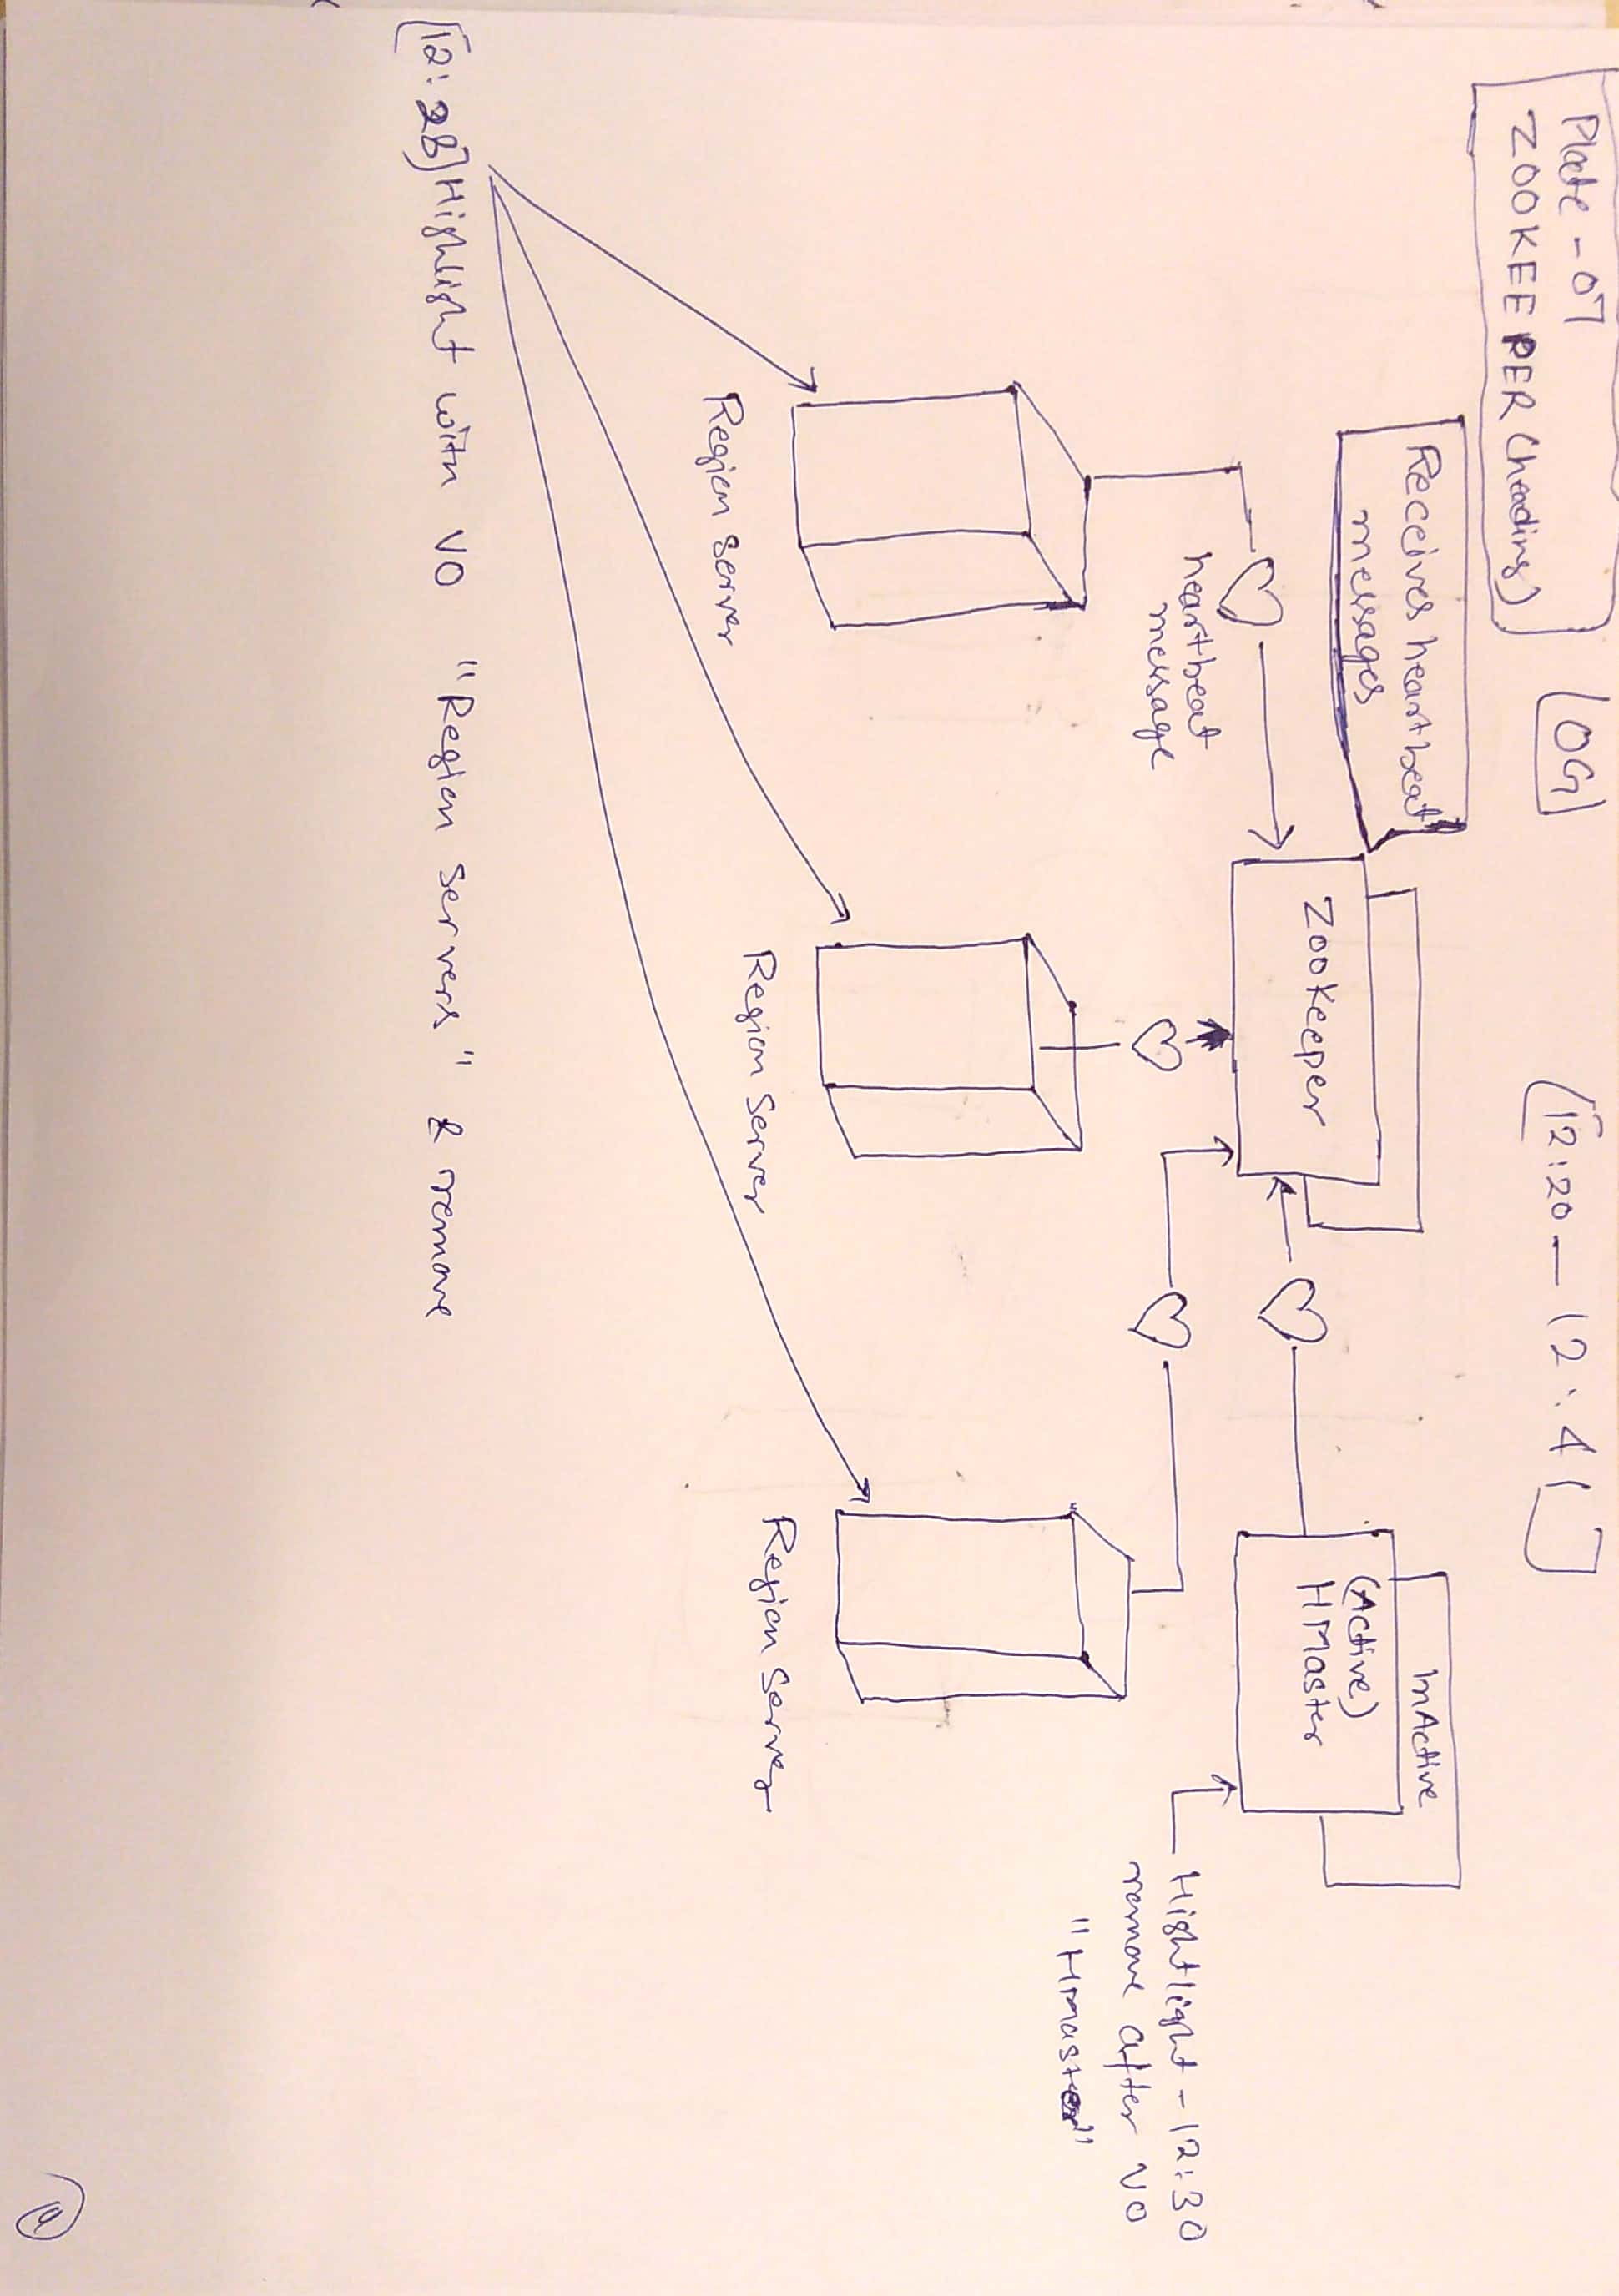 Plate - 07
ZOOKEEPER (heading)
[OG]
[12:20 - 12:41]
Receives heartbeat
messages
Zookeeper
InActive
(Active)
HMaster
heartbeat
message
Hightlight - 12:30
remove after VO
"HMaster"
Region server
Region Server
Region Server
[12:28] Highlight with VO "Region Servers" & remove